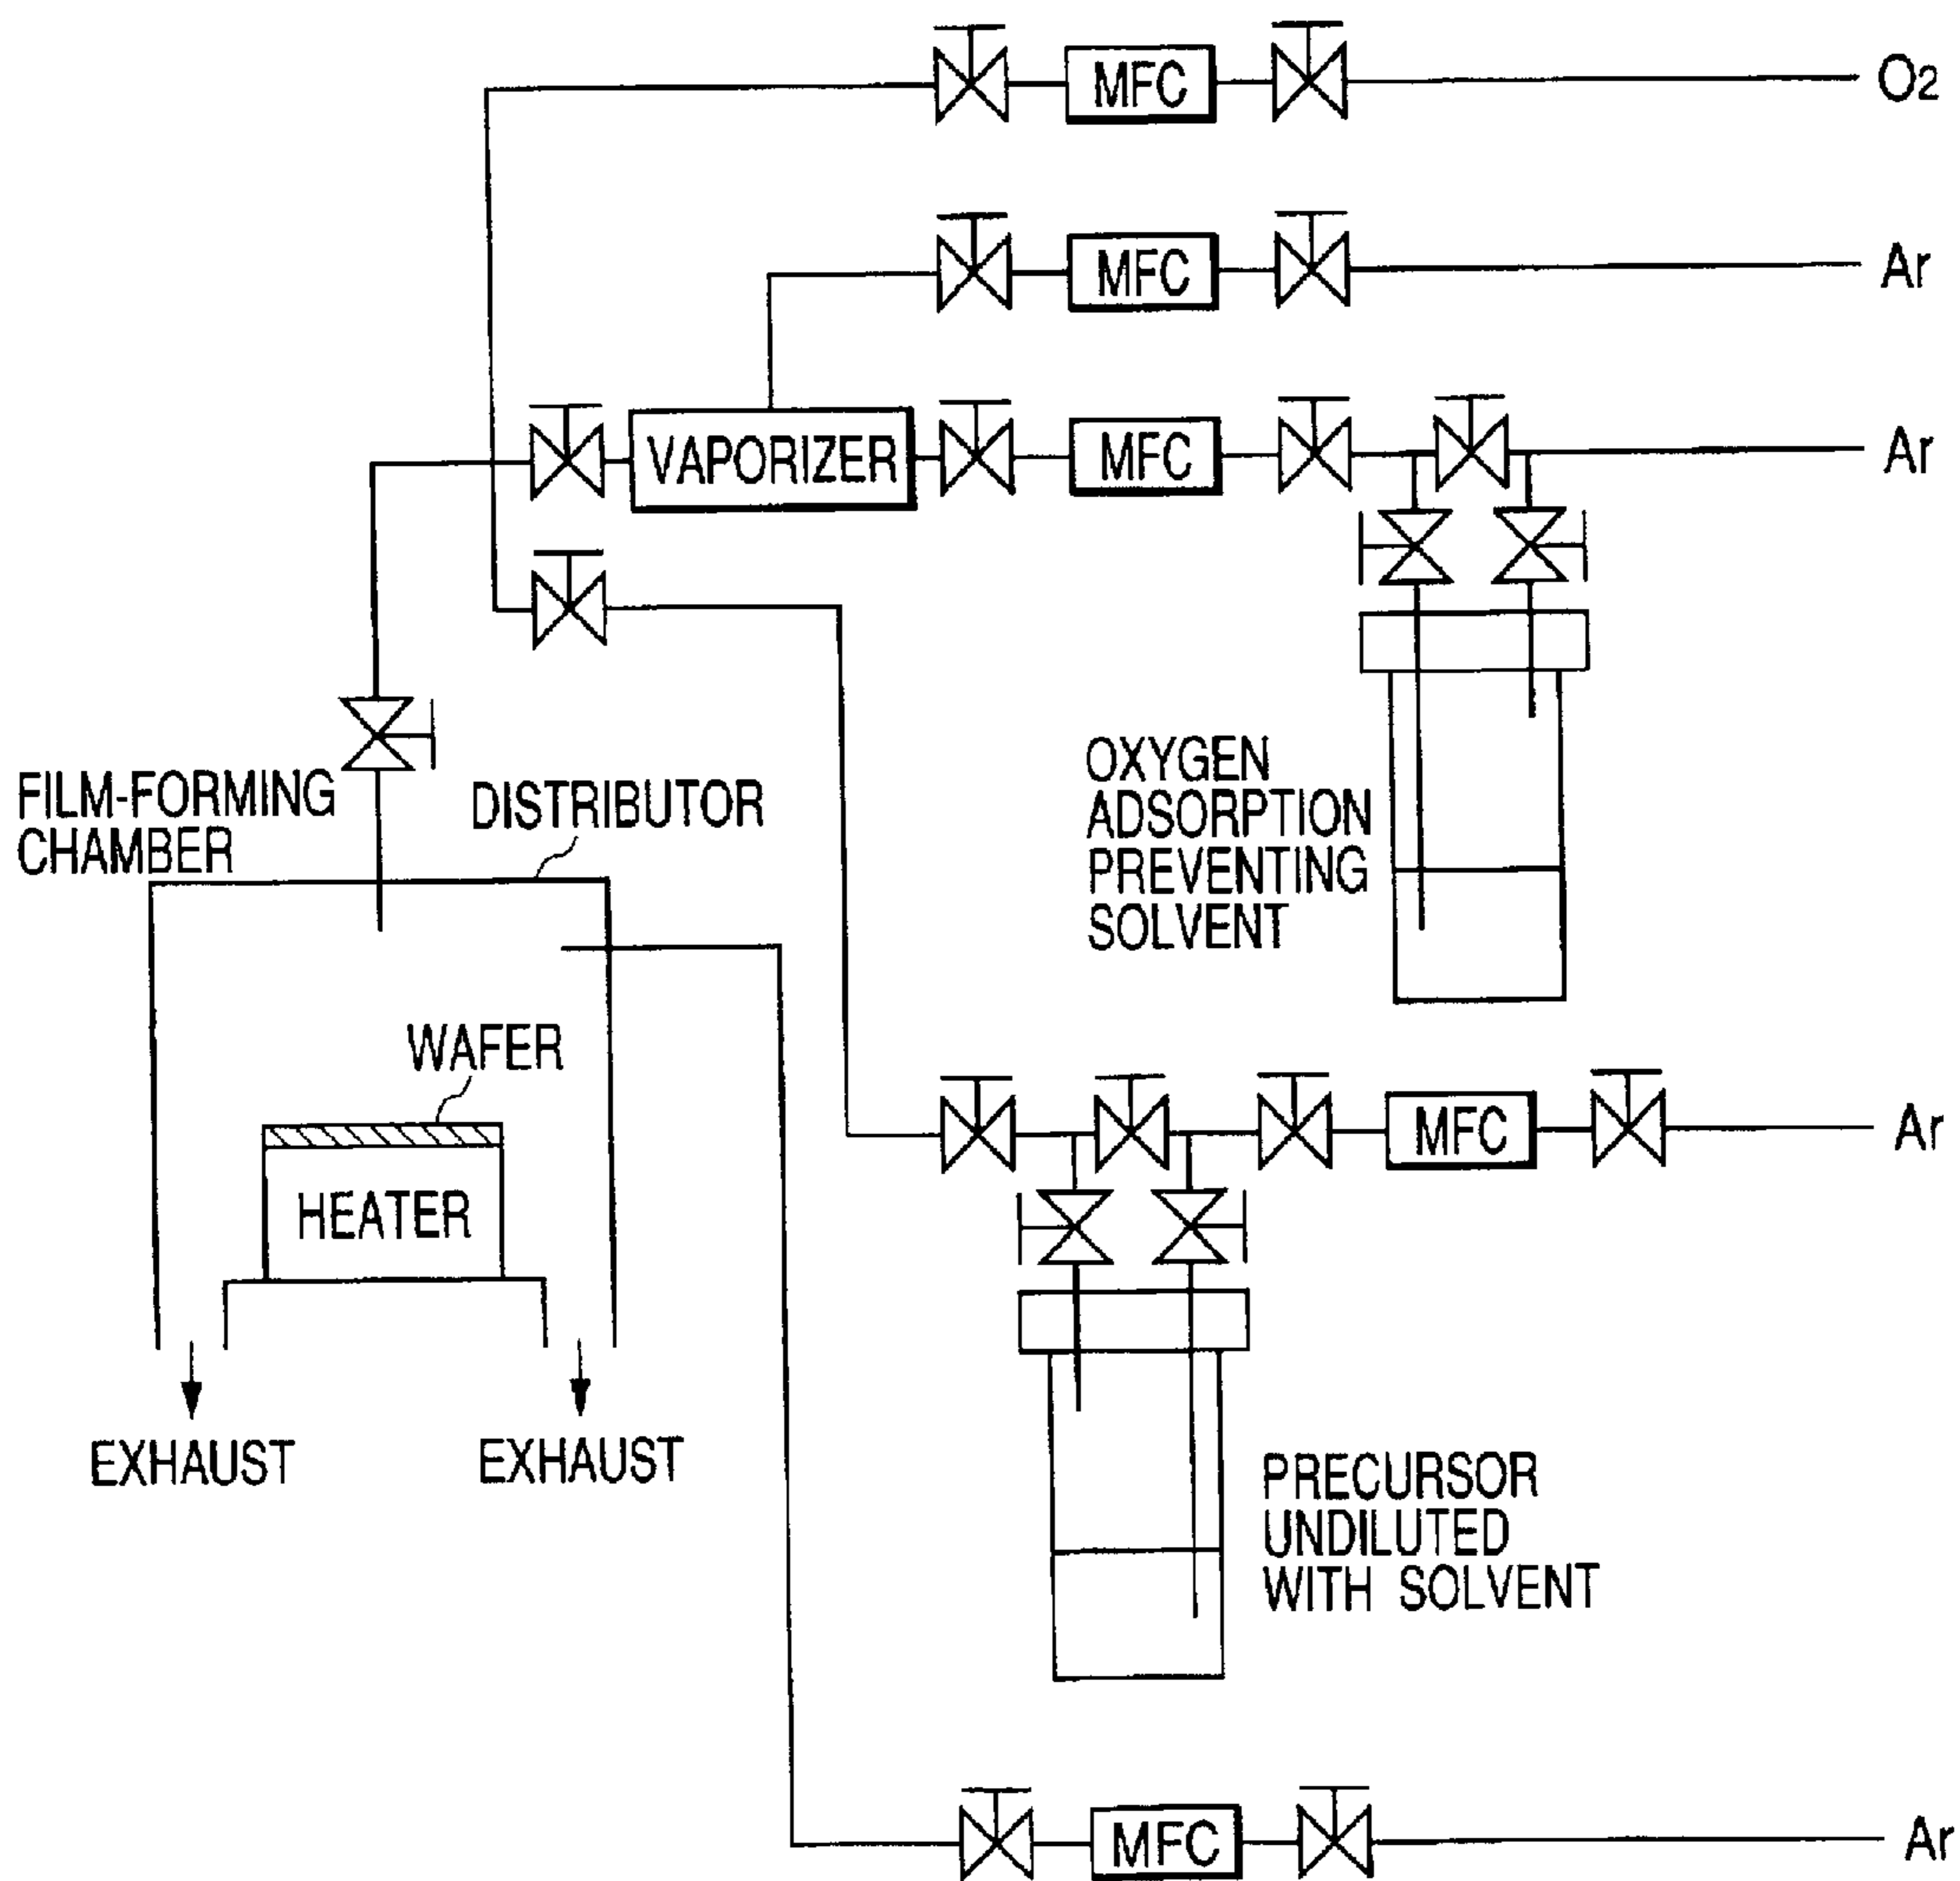 MFC
O2
MFC
Ar
VAPORIZER
MFC
Ar
FILM-FORMING
CHAMBER
DISTRIBUTOR
OXYGEN
ADSORPTION
PREVENTING
SOLVENT
WAFER
HEATER
MFC
Ar
EXHAUST
EXHAUST
PRECURSOR
UNDILUTED
WITH SOLVENT
MFC
Ar